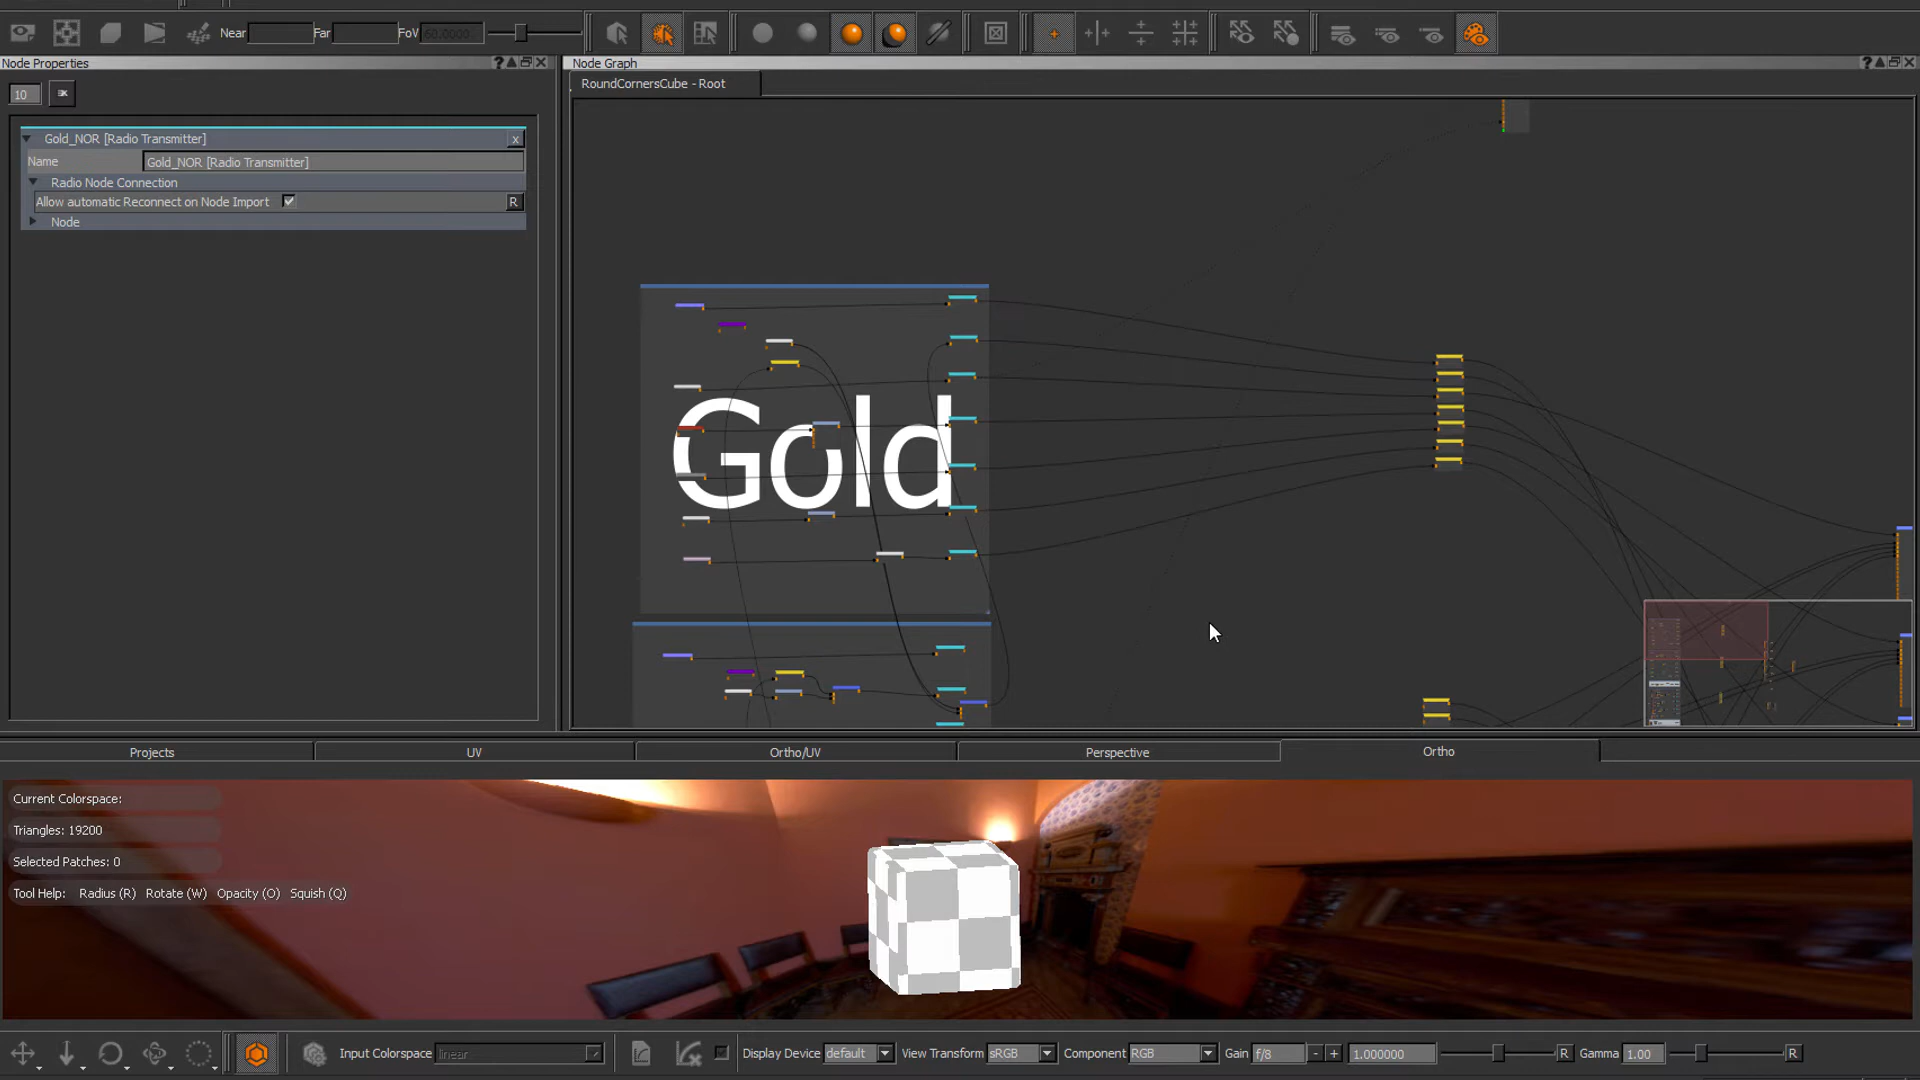 Near Far FoV 60.0000
Node Properties
Node Graph
RoundCornersCube - Root
10
Gold_NOR [Radio Transmitter]
x
Name Gold_NOR [Radio Transmitter]
Radio Node Connection
Allow automatic Reconnect on Node Import R
Node
Gold
Projects UV Ortho/UV Perspective Ortho
Current Colorspace:
Triangles: 19200
Selected Patches: 0
Tool Help: Radius (R) Rotate (W) Opacity (O) Squish (Q)
Input Colorspace linear Display Device default View Transform sRGB Component RGB Gain f/8 - + 1.000000 R Gamma 1.00 R